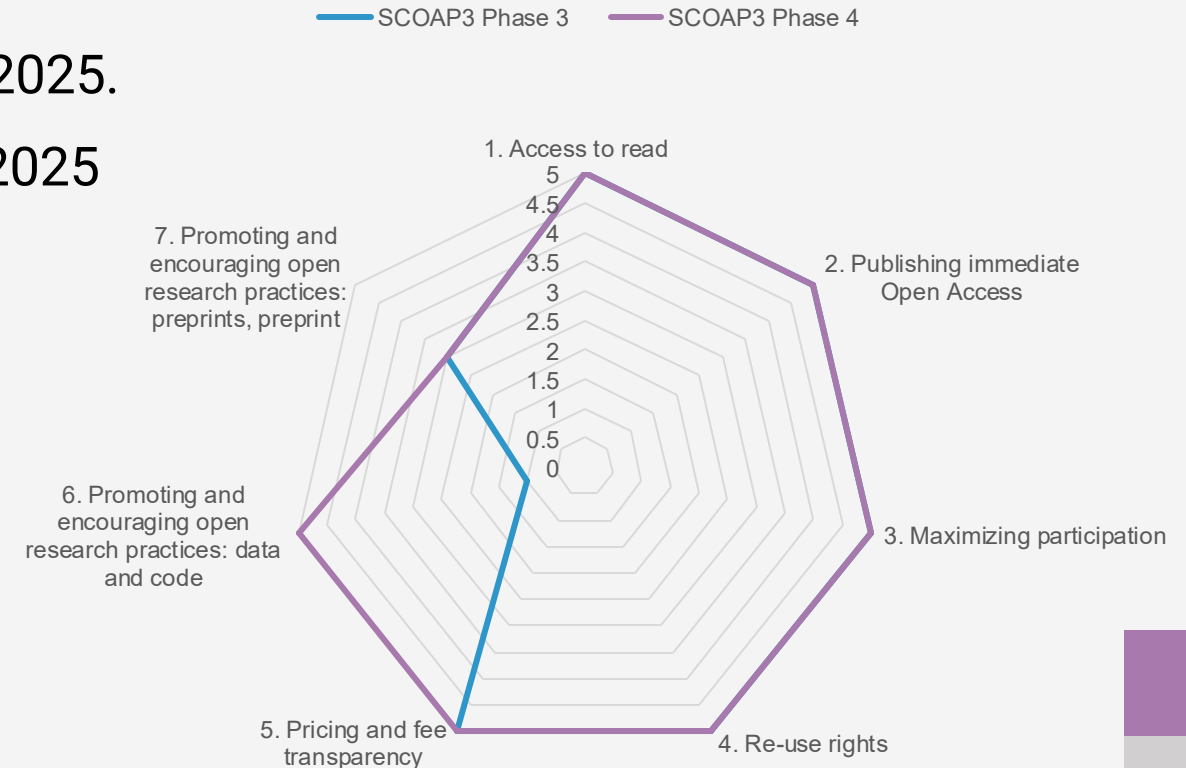 SCOAP3 Phase 3
SCOAP3 Phase 4
2025.
2025
1. Access to read
5
4.5
4
3.5
3
2.5
2
1.5
1
0.5
0
2. Publishing immediate
Open Access
3. Maximizing participation
4. Re-use rights
5. Pricing and fee
transparency
6. Promoting and
encouraging open
research practices: data
and code
7. Promoting and
encouraging open
research practices:
preprints, preprint